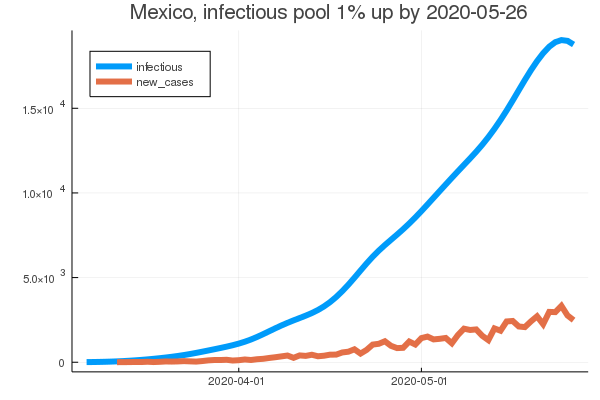 Mexico, infectious pool 1% up by 2020-05-26
infectious
new_cases
1.5×10⁴
1.0×10⁴
5.0×10³
0
2020-04-01
2020-05-01